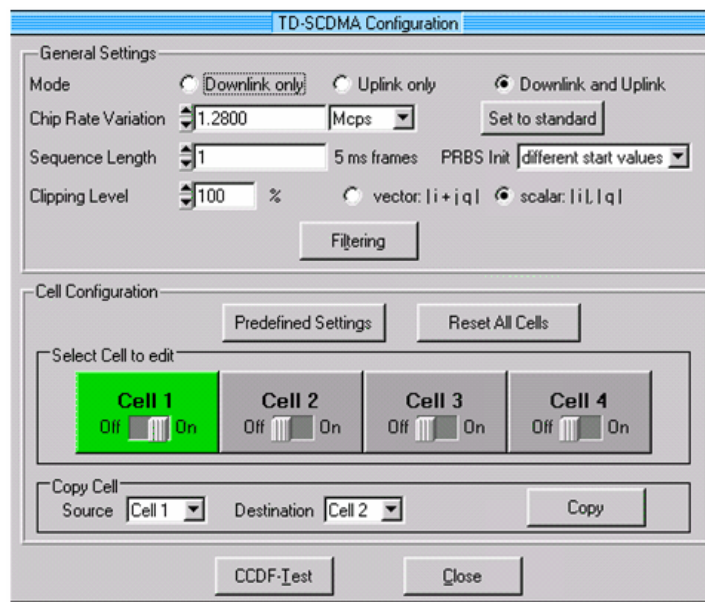 TD-SCDMA Configuration
General Settings
Mode Downlink only Uplink only Downlink and Uplink
Chip Rate Variation 1.2800 Mcps Set to standard
Sequence Length 1 5 ms frames PRBS Init different start values
Clipping Level 100 % vector: | i + j q | scalar: | i |, | q |
Filtering
Cell Configuration
Predefined Settings Reset All Cells
Select Cell to edit
Cell 1 Cell 2 Cell 3 Cell 4
Off On Off On Off On Off On
Copy Cell
Source Cell 1 Destination Cell 2 Copy
CCDF-Test Close